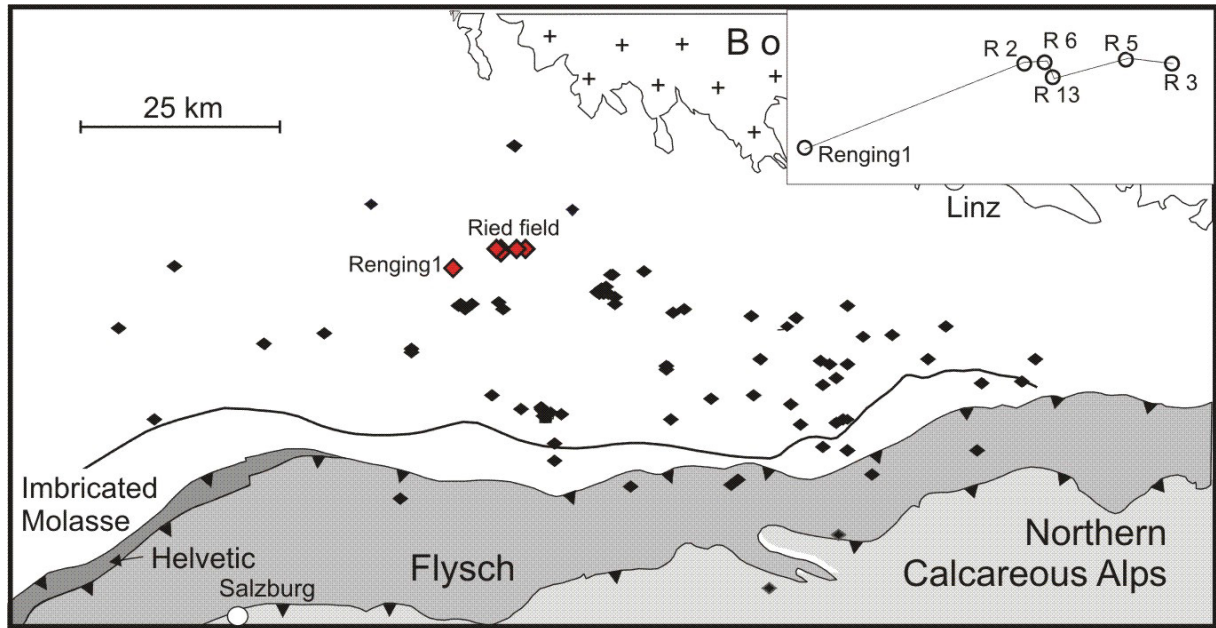 B o
25 km
R 2
R 6
R 5
R 13
R 3
Renging1
Linz
Ried field
Renging1
Imbricated
Molasse
Helvetic
Salzburg
Flysch
Northern
Calcareous Alps